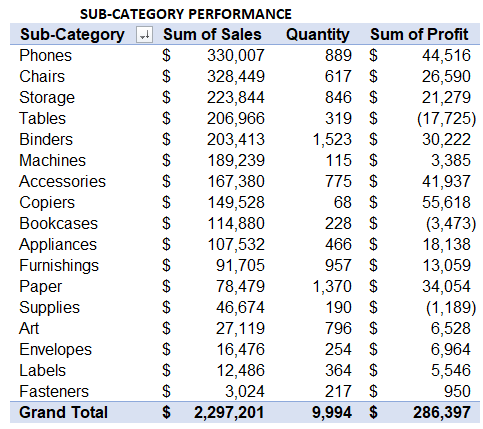 SUB-CATEGORY PERFORMANCE
Sub-Category Sum of Sales Quantity Sum of Profit
Phones $ 330,007 889 $ 44,516
Chairs $ 328,449 617 $ 26,590
Storage $ 223,844 846 $ 21,279
Tables $ 206,966 319 $ (17,725)
Binders $ 203,413 1,523 $ 30,222
Machines $ 189,239 115 $ 3,385
Accessories $ 167,380 775 $ 41,937
Copiers $ 149,528 68 $ 55,618
Bookcases $ 114,880 228 $ (3,473)
Appliances $ 107,532 466 $ 18,138
Furnishings $ 91,705 957 $ 13,059
Paper $ 78,479 1,370 $ 34,054
Supplies $ 46,674 190 $ (1,189)
Art $ 27,119 796 $ 6,528
Envelopes $ 16,476 254 $ 6,964
Labels $ 12,486 364 $ 5,546
Fasteners $ 3,024 217 $ 950
Grand Total $ 2,297,201 9,994 $ 286,397